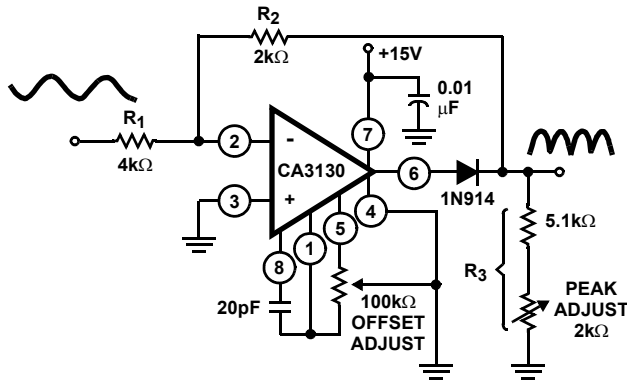 R2
2kΩ
+15V
0.01
μF
R1
4kΩ
2
-
7
CA3130
6
1N914
3
+
5
4
8
1
5.1kΩ
R3
20pF
100kΩ
OFFSET
ADJUST
PEAK
ADJUST
2kΩ